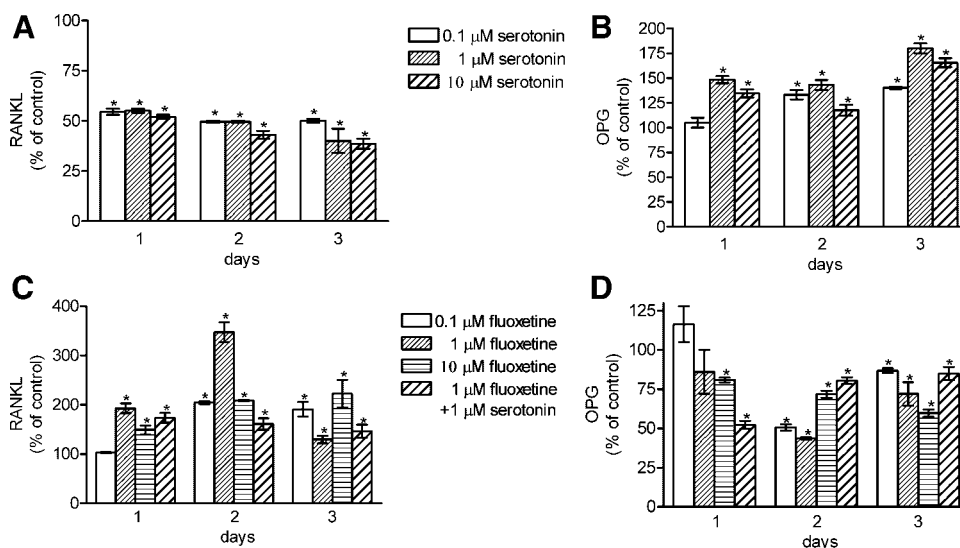 A
RANKL
(% of control)
100
75
50
25
0
* * *
* * *
* * *
1 2 3
days
0.1 µM serotonin
1 µM serotonin
10 µM serotonin
B
OPG
(% of control)
200
175
150
125
100
75
50
25
0
* *
* * *
* * *
1 2 3
days
C
RANKL
(% of control)
400
300
200
100
0
* * *
* * * *
* * * *
1 2 3
days
0.1 µM fluoxetine
1 µM fluoxetine
10 µM fluoxetine
1 µM fluoxetine
+1 µM serotonin
D
OPG
(% of control)
125
100
75
50
25
0
* *
* * * *
* * * *
1 2 3
days